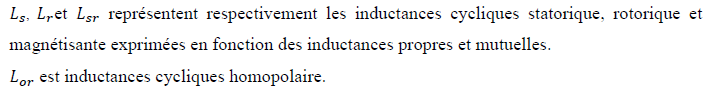 Ls, Lr et Lsr représentent respectivement les inductances cycliques statorique, rotorique et
magnétisante exprimées en fonction des inductances propres et mutuelles.
Lor est inductances cycliques homopolaire.